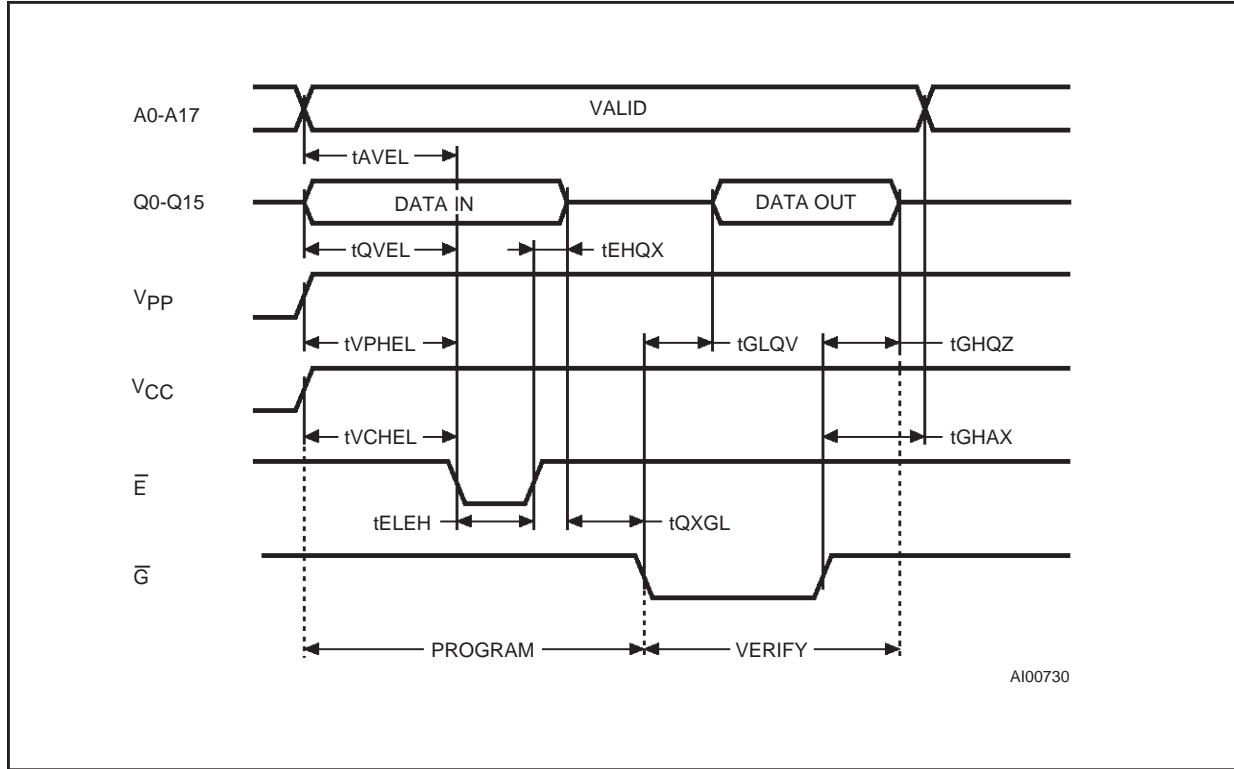 A0-A17
VALID
tAVEL
Q0-Q15
DATA IN
DATA OUT
tQVEL
tEHQX
VPP
tVPHEL
tGLQV
tGHQZ
VCC
tVCHEL
tGHAX
E̅
tELEH
tQXGL
G̅
PROGRAM
VERIFY
AI00730